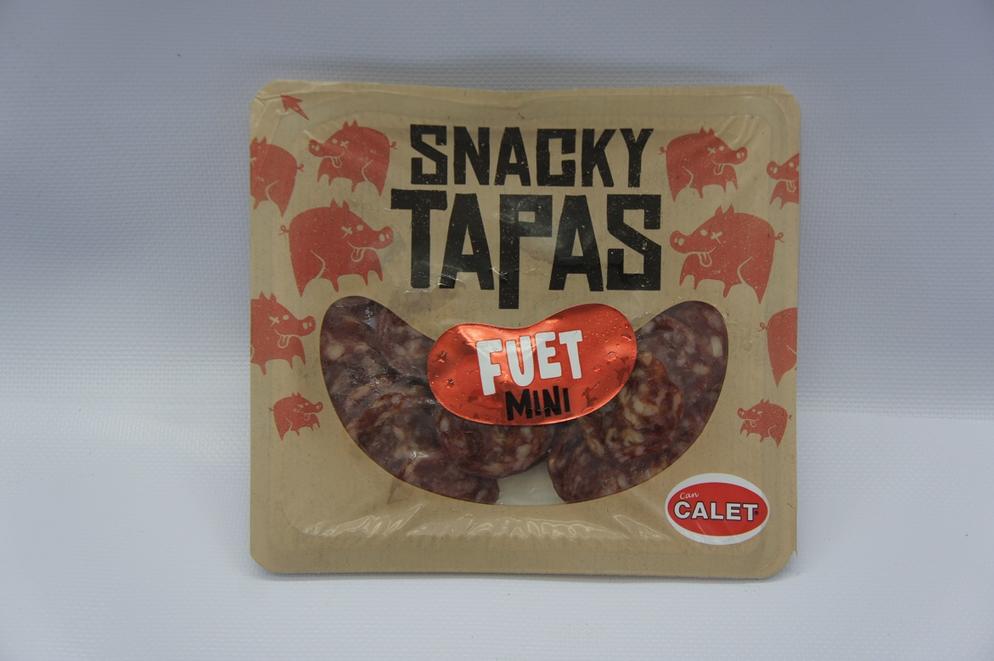 SNACKY
TAPAS
FUET
MINI
Can
CALET